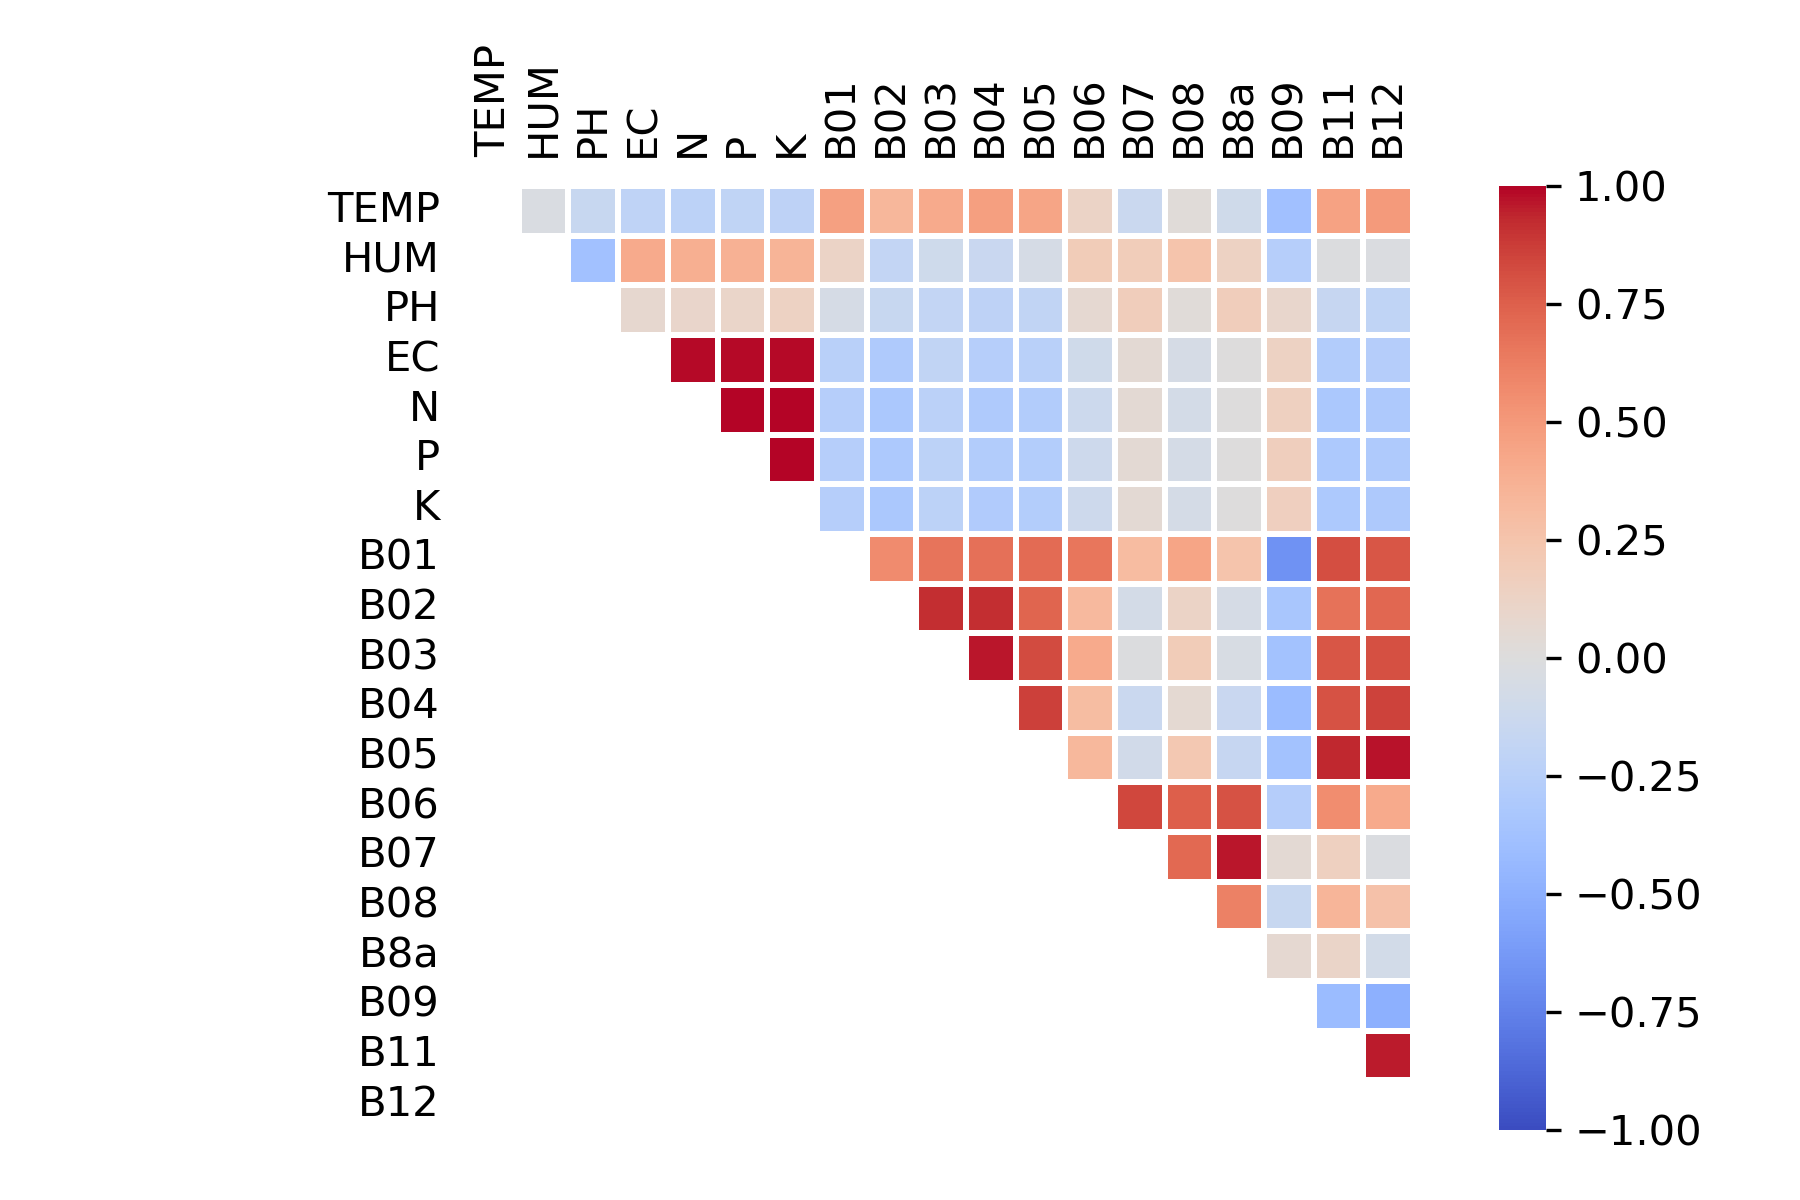 TEMP HUM PH EC N P K B01 B02 B03 B04 B05 B06 B07 B08 B8a B09 B11 B12
TEMP
HUM
PH
EC
N
P
K
B01
B02
B03
B04
B05
B06
B07
B08
B8a
B09
B11
B12
1.00
0.75
0.50
0.25
0.00
−0.25
−0.50
−0.75
−1.00